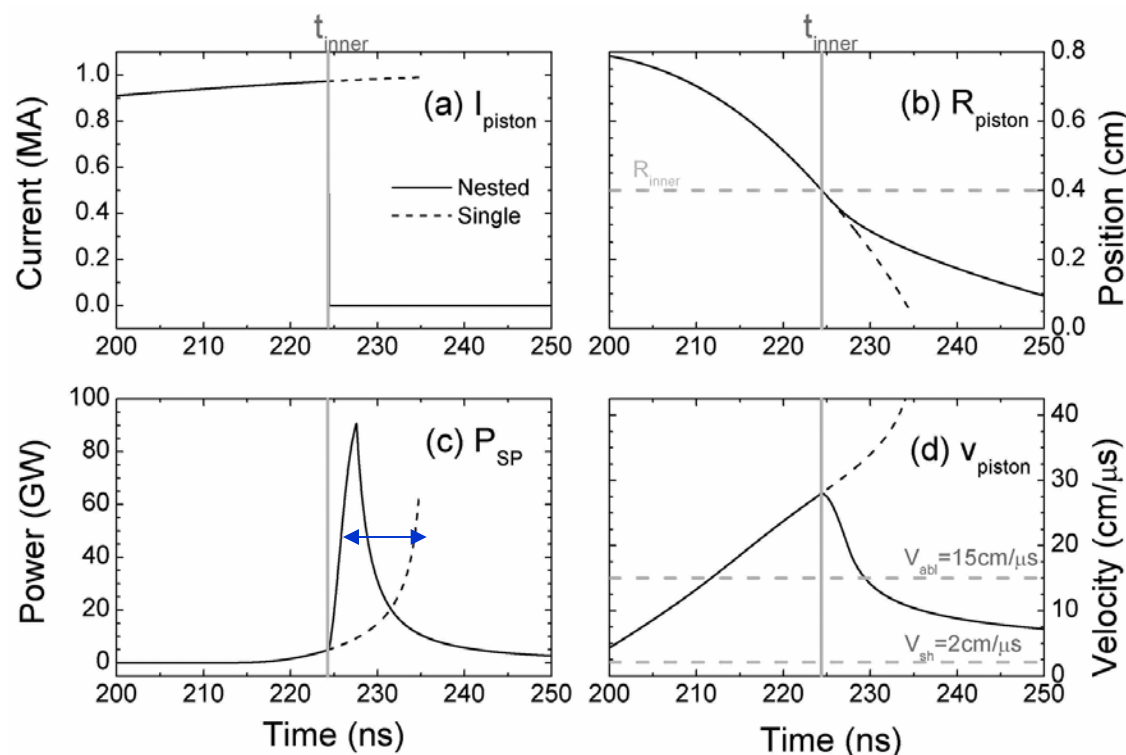 t_inner
t_inner
(a) I_piston
Nested
Single
Current (MA)
1.0
0.8
0.6
0.4
0.2
0.0
200 210 220 230 240 250
(b) R_piston
R_inner
Position (cm)
0.8
0.6
0.4
0.2
0.0
200 210 220 230 240 250
(c) P_SP
Power (GW)
100
80
60
40
20
0
200 210 220 230 240 250
Time (ns)
(d) v_piston
V_abl=15cm/μs
V_sh=2cm/μs
Velocity (cm/μs)
40
30
20
10
0
200 210 220 230 240 250
Time (ns)